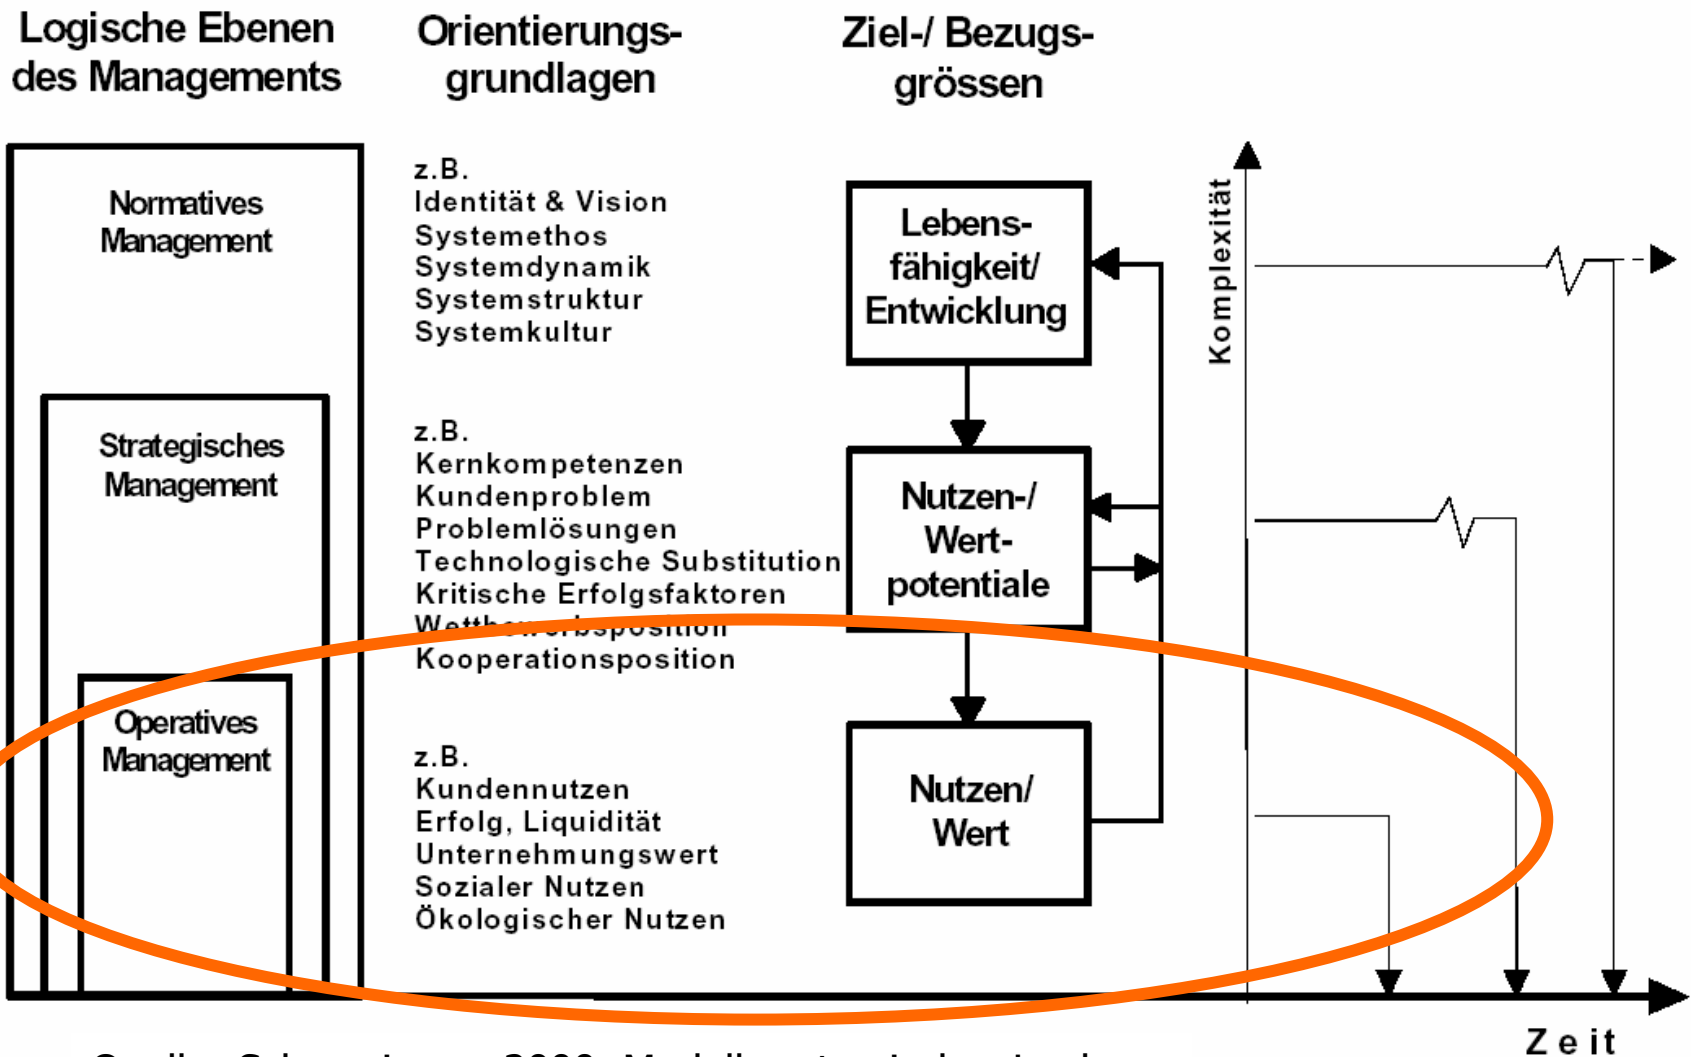 Logische Ebenen
des Managements
Orientierungs-
grundlagen
Ziel-/ Bezugs-
grössen
Normatives
Management
z.B.
Identität & Vision
Systemethos
Systemdynamik
Systemstruktur
Systemkultur
Lebens-
fähigkeit/
Entwicklung
Komplexität
Strategisches
Management
z.B.
Kernkompetenzen
Kundenproblem
Problemlösungen
Technologische Substitution
Kritische Erfolgsfaktoren
Wettbewerbsposition
Kooperationsposition
Nutzen-/
Wert-
potentiale
Operatives
Management
z.B.
Kundennutzen
Erfolg, Liquidität
Unternehmungswert
Sozialer Nutzen
Ökologischer Nutzen
Nutzen/
Wert
Zeit